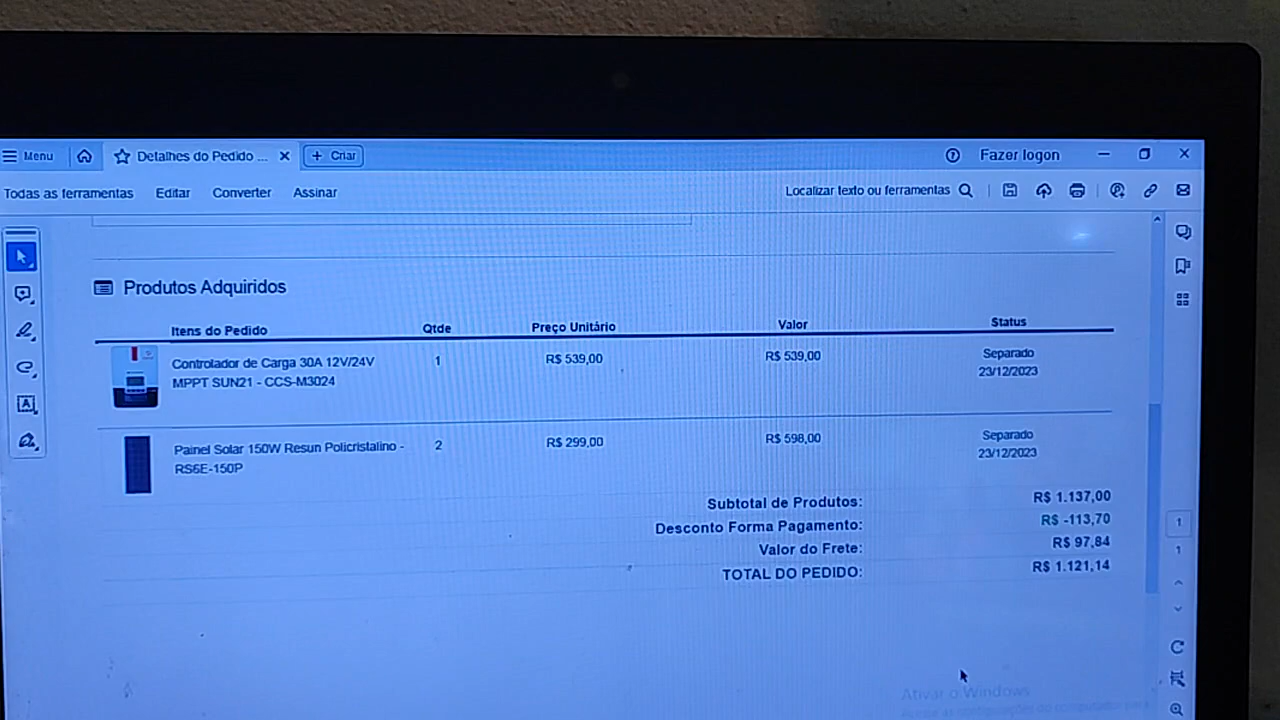 Menu
Detalhes do Pedido ...
Criar
Fazer logon
Todas as ferramentas
Editar
Converter
Assinar
Localizar texto ou ferramentas
Produtos Adquiridos
Itens do Pedido Qtde Preço Unitário Valor Status
Controlador de Carga 30A 12V/24V 1 R$ 539,00 R$ 539,00 Separado
MPPT SUN21 - CCS-M3024 23/12/2023
Painel Solar 150W Resun Policristalino - 2 R$ 299,00 R$ 598,00 Separado
RS6E-150P 23/12/2023
Subtotal de Produtos: R$ 1.137,00
Desconto Forma Pagamento: R$ -113,70
Valor do Frete: R$ 97,84
TOTAL DO PEDIDO: R$ 1.121,14
1
1
Ativar o Windows